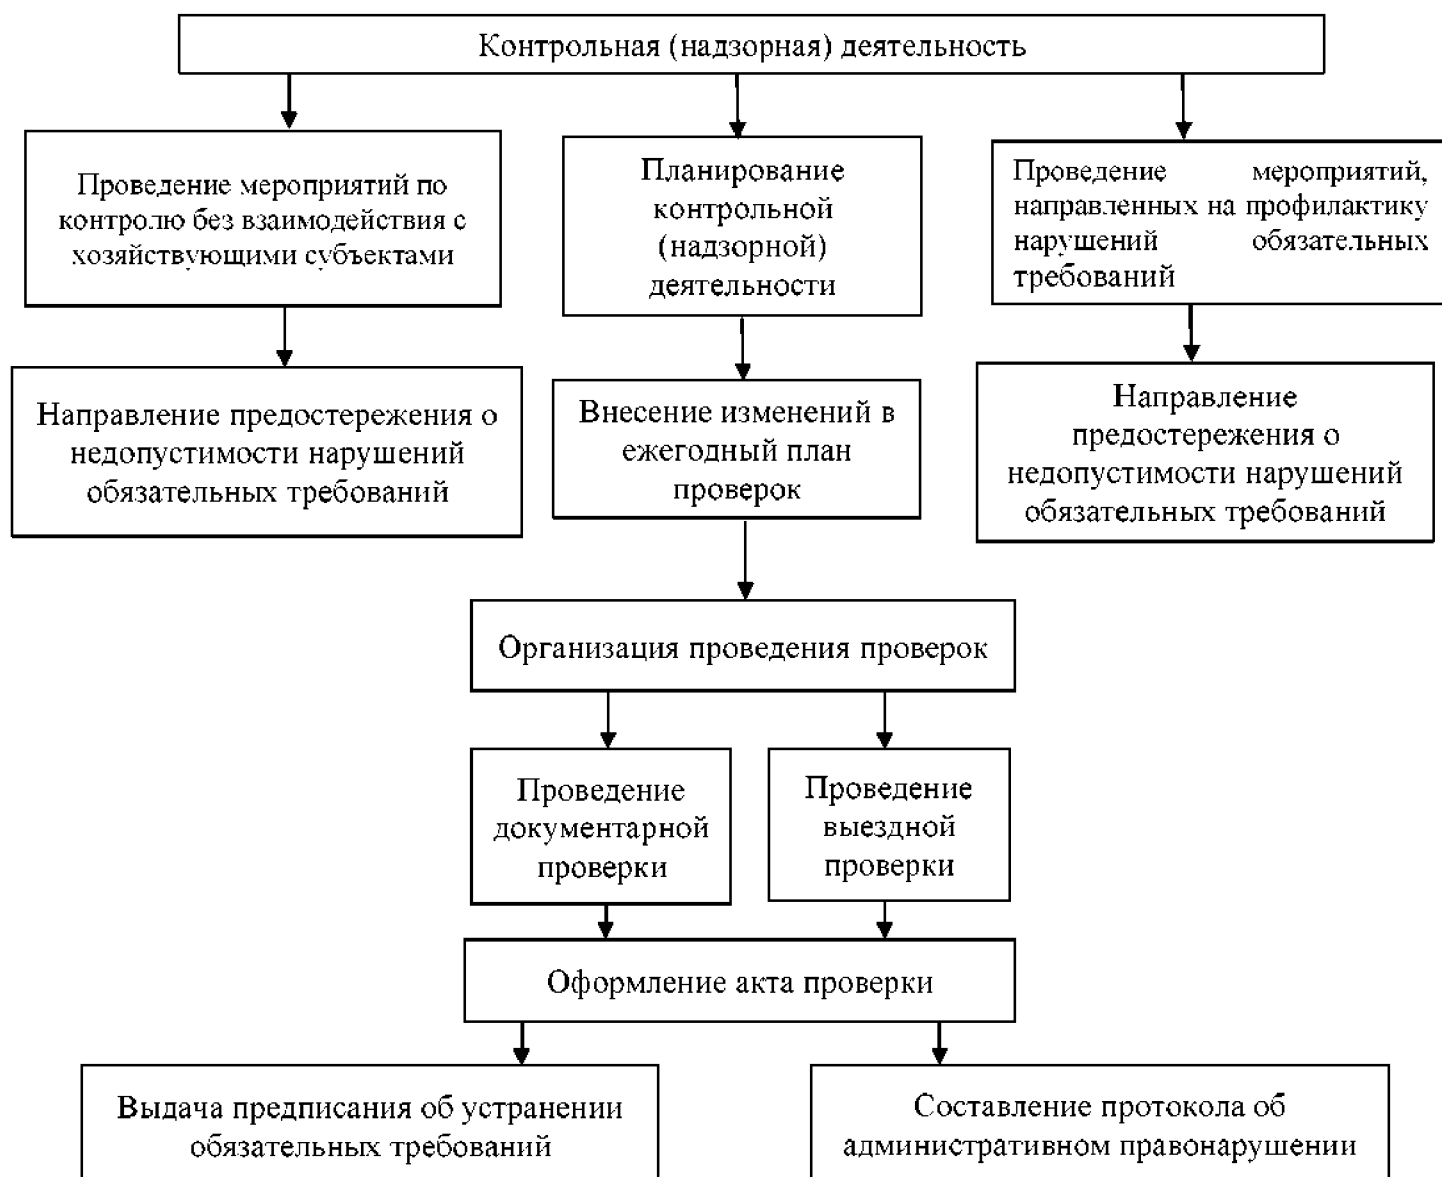 Контрольная (надзорная) деятельность
Проведение мероприятий по
контролю без взаимодействия с
хозяйствующими субъектами
Планирование
контрольной
(надзорной)
деятельности
Проведение мероприятий,
направленных на профилактику
нарушений обязательных
требований
Направление предостережения о
недопустимости нарушений
обязательных требований
Внесение изменений в
ежегодный план
проверок
Направление
предостережения о
недопустимости нарушений
обязательных требований
Организация проведения проверок
Проведение
документарной
проверки
Проведение
выездной
проверки
Оформление акта проверки
Выдача предписания об устранении
обязательных требований
Составление протокола об
административном правонарушении